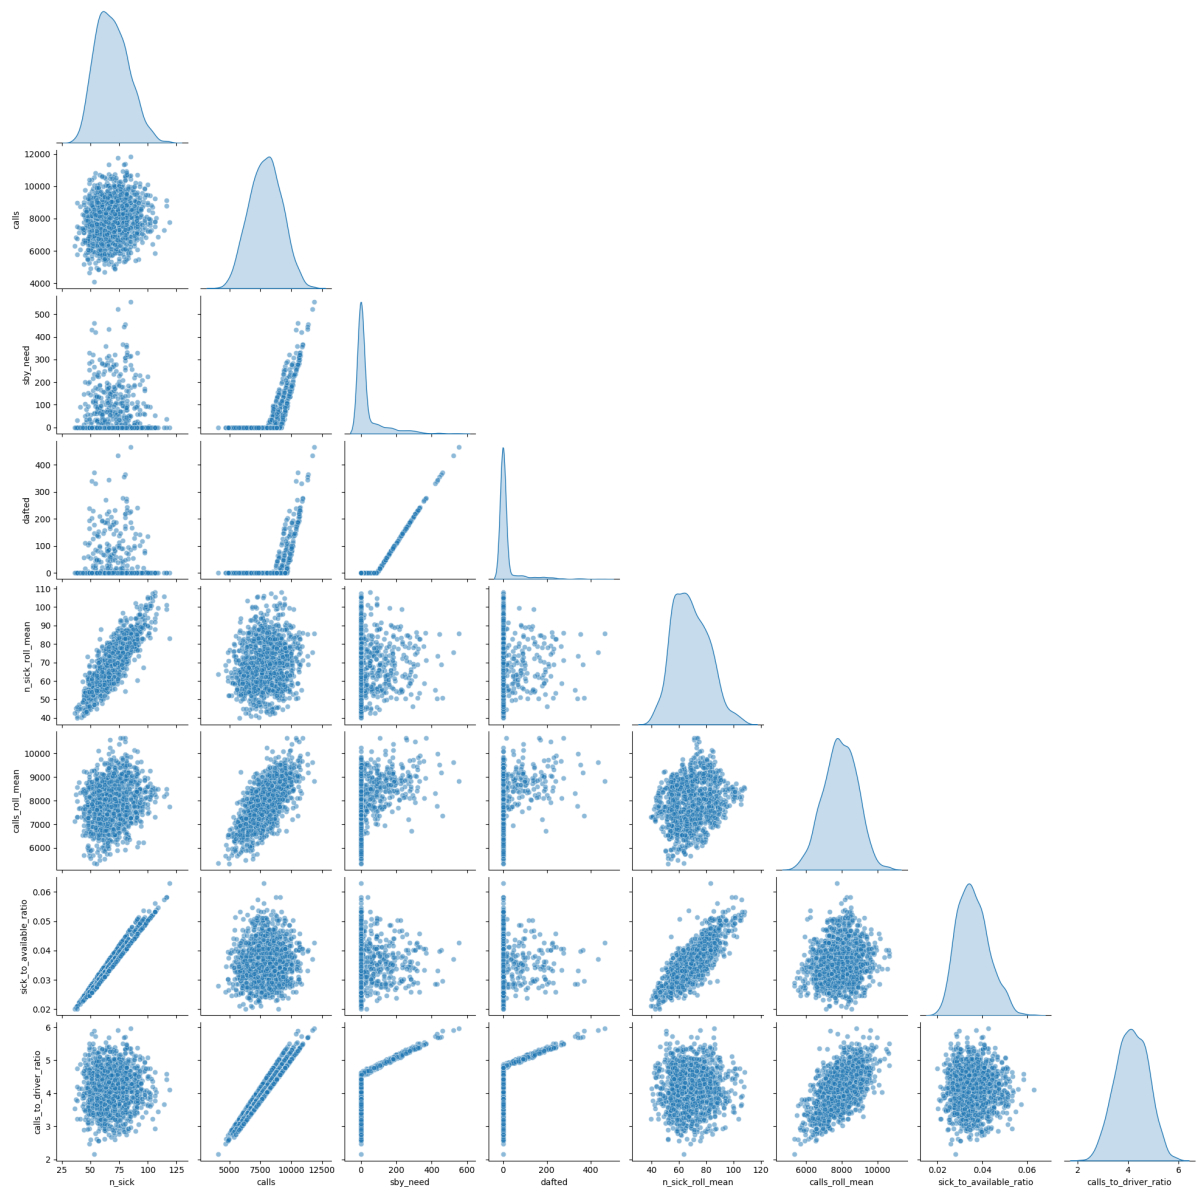 12000
10000
8000
6000
4000
calls
500
400
300
200
100
0
sby_need
400
300
200
100
0
dafted
110
100
90
80
70
60
50
40
n_sick_roll_mean
10000
9000
8000
7000
6000
calls_roll_mean
0.06
0.05
0.04
0.03
0.02
sick_to_available_ratio
6
5
4
3
2
calls_to_driver_ratio
25 50 75 100 125
5000 7500 10000 12500
0 200 400 600
0 200 400
40 60 80 100 120
6000 8000 10000
0.02 0.04 0.06
2 4 6
n_sick
calls
sby_need
dafted
n_sick_roll_mean
calls_roll_mean
sick_to_available_ratio
calls_to_driver_ratio